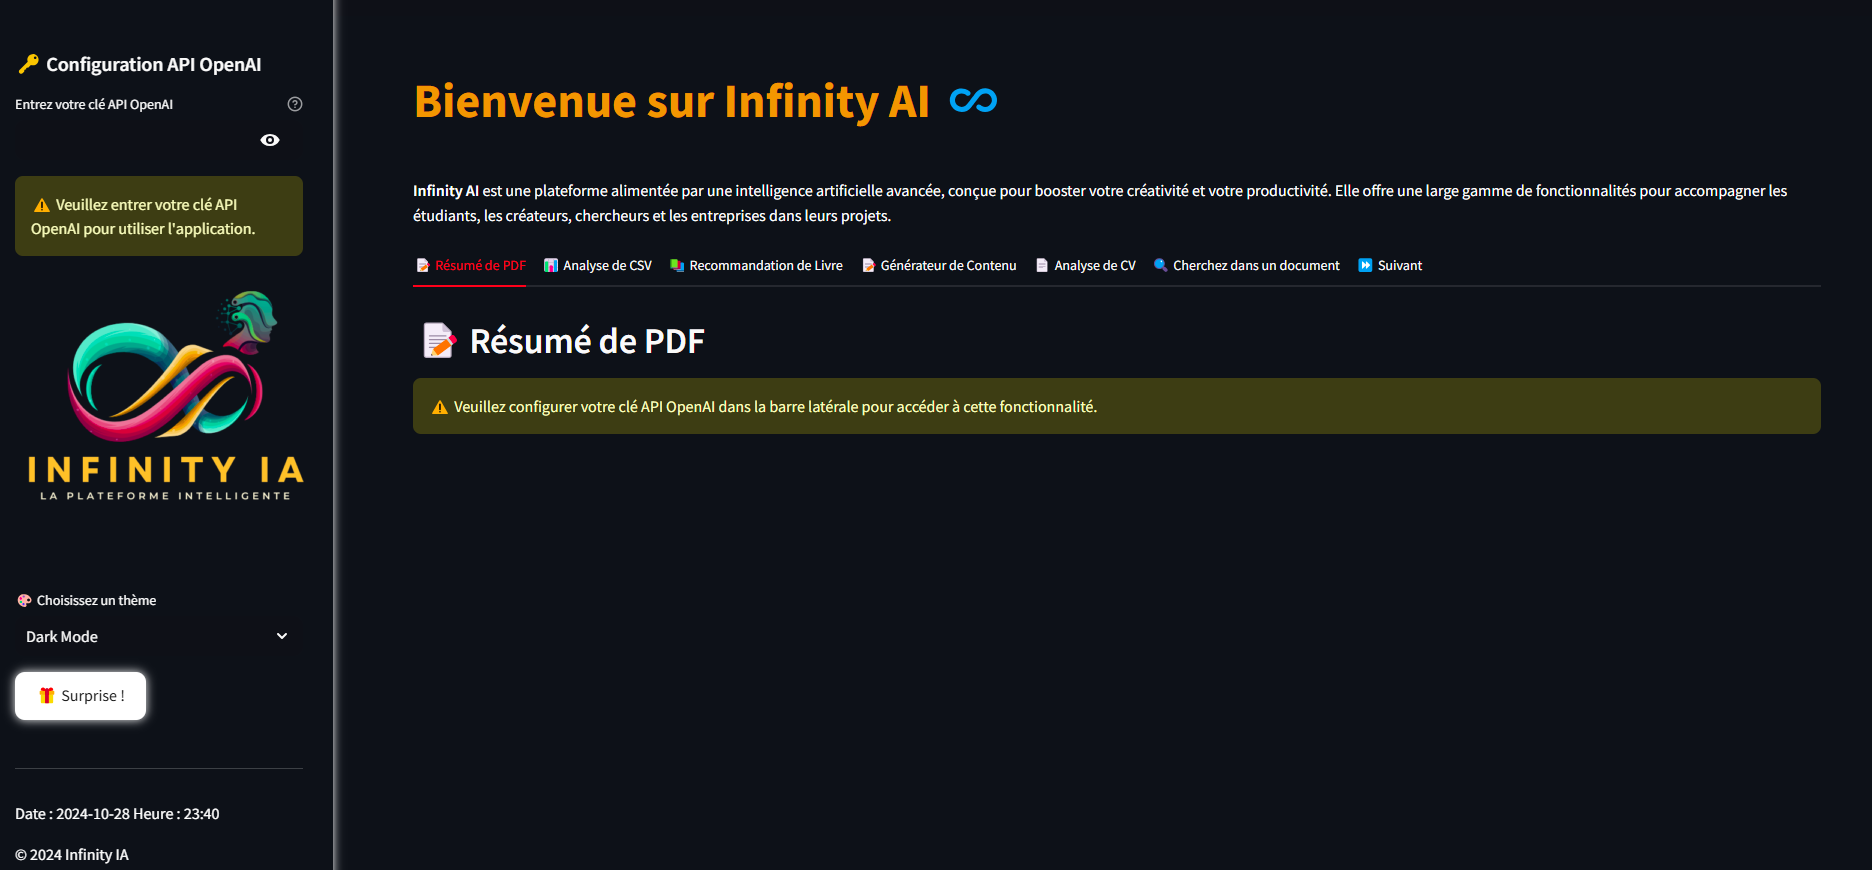 🔑 Configuration API OpenAI
Entrez votre clé API OpenAI
⚠️ Veuillez entrer votre clé API
OpenAI pour utiliser l'application.
INFINITY IA
LA PLATEFORME INTELLIGENTE
🎨 Choisissez un thème
Dark Mode
🎁 Surprise !
Date : 2024-10-28 Heure : 23:40
© 2024 Infinity IA
Bienvenue sur Infinity AI
Infinity AI est une plateforme alimentée par une intelligence artificielle avancée, conçue pour booster votre créativité et votre productivité. Elle offre une large gamme de fonctionnalités pour accompagner les
étudiants, les créateurs, chercheurs et les entreprises dans leurs projets.
📝 Résumé de PDF 📊 Analyse de CSV 📚 Recommandation de Livre 📝 Générateur de Contenu 📄 Analyse de CV 🔍 Cherchez dans un document ⏩ Suivant
📝 Résumé de PDF
⚠️ Veuillez configurer votre clé API OpenAI dans la barre latérale pour accéder à cette fonctionnalité.